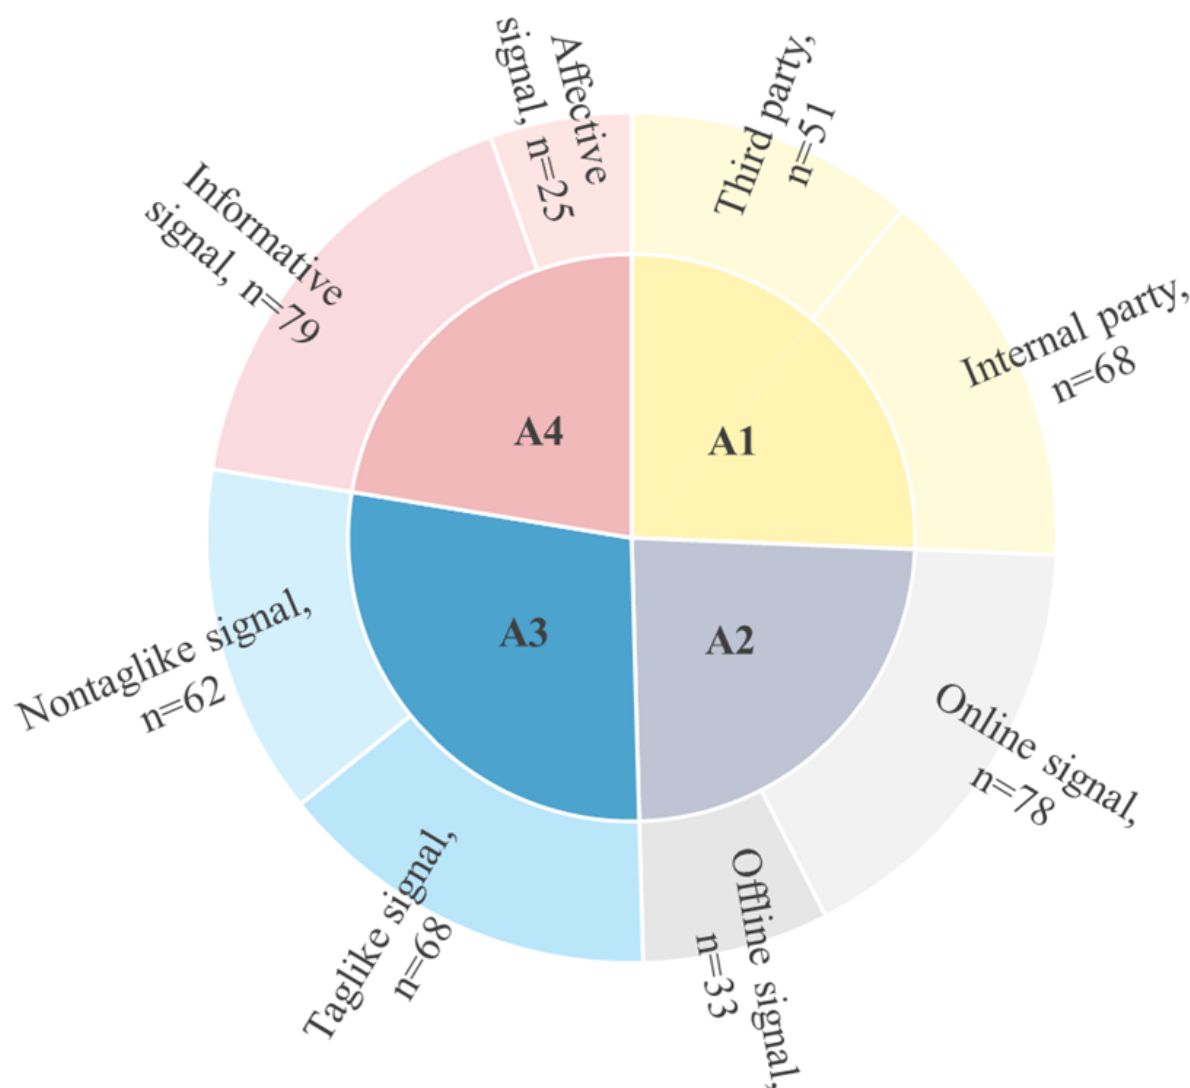 Affective
signal, n=25
Third party,
n=51
Informative
signal, n=79
Internal party,
n=68
A4
A1
A3
A2
Nontaglike signal,
n=62
Online signal,
n=78
Taglike signal,
n=68
Offline signal,
n=33